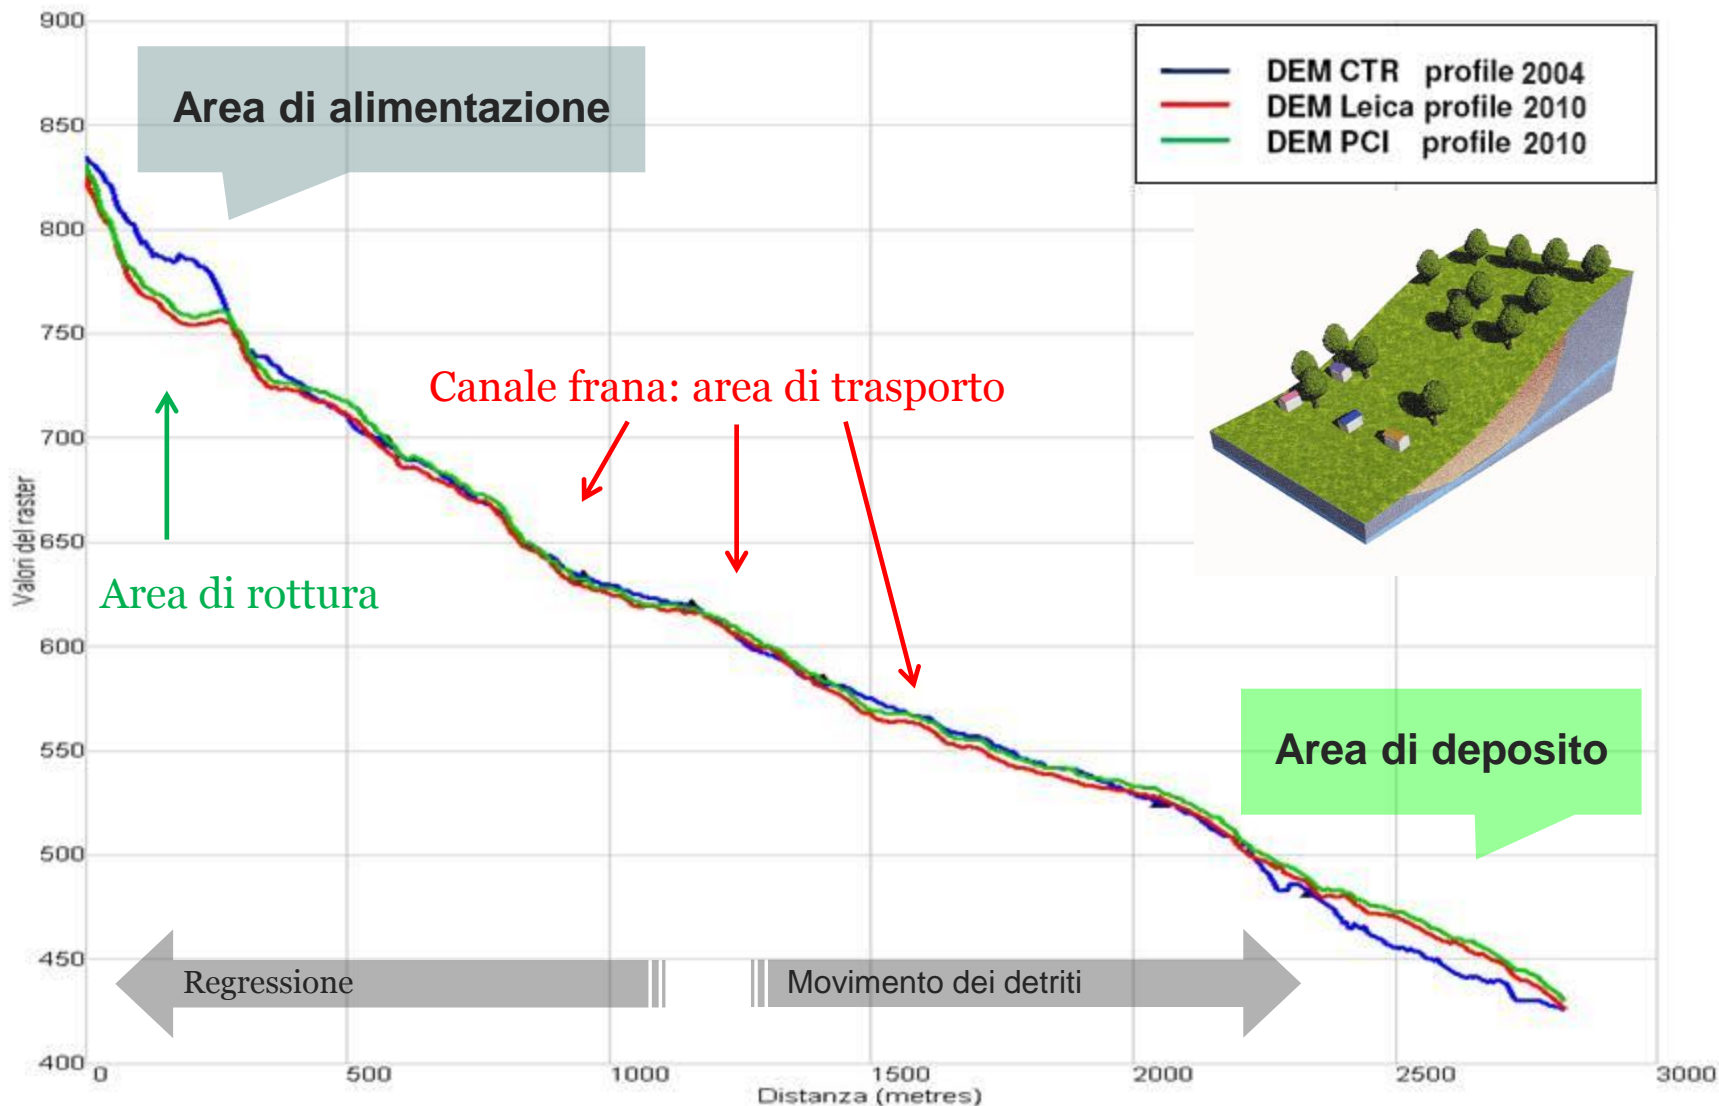 900
850
800
750
700
650
600
550
500
450
400
Valori del raster
Area di alimentazione
DEM CTR profile 2004
DEM Leica profile 2010
DEM PCI profile 2010
Canale frana: area di trasporto
Area di rottura
Area di deposito
Regressione
Movimento dei detriti
0 500 1000 1500 2000 2500 3000
Distanza (metres)